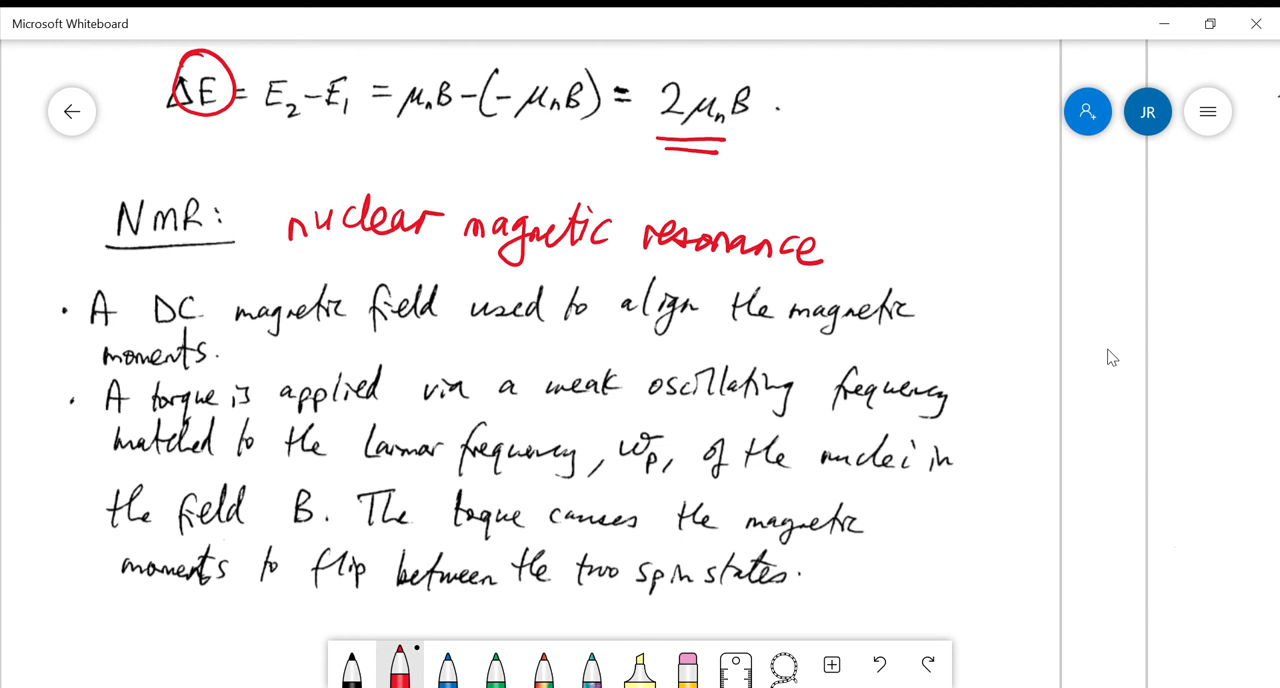 Microsoft Whiteboard
ΔE = E₂ - E₁ = μₙB - (- μₙB) = 2μₙB .
JR
NMR: nuclear magnetic resonance
· A DC magnetic field used to align the magnetic
moments.
· A torque is applied via a weak oscillating frequency
matched to the Larmar frequency, ωₚ, of the nuclei in
the field B. The toque causes the magnetic
moments to flip between the two spin states.